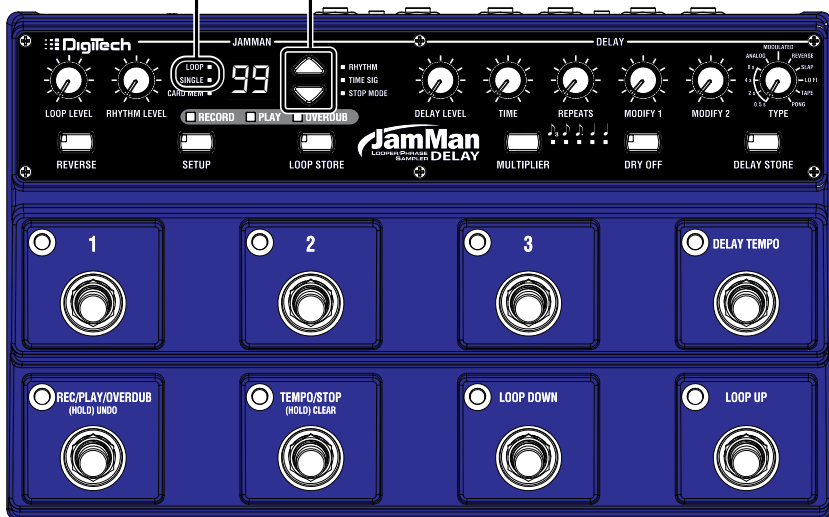 DigiTech
JAMMAN
DELAY
LOOP
SINGLE
CARD MEM
99
RHYTHM
TIME SIG
STOP MODE
MODULATED
ANALOG
REVERSE
8 s
SLAP
4 s
LO FI
2 s
TAPE
0.5 s
PONG
LOOP LEVEL
RHYTHM LEVEL
DELAY LEVEL
TIME
REPEATS
MODIFY 1
MODIFY 2
TYPE
RECORD
PLAY
OVERDUB
JamMan
LOOPER/PHRASE
SAMPLER
DELAY
3
REVERSE
SETUP
LOOP STORE
MULTIPLIER
DRY OFF
DELAY STORE
1
2
3
DELAY TEMPO
REC/PLAY/OVERDUB
(HOLD) UNDO
TEMPO/STOP
(HOLD) CLEAR
LOOP DOWN
LOOP UP